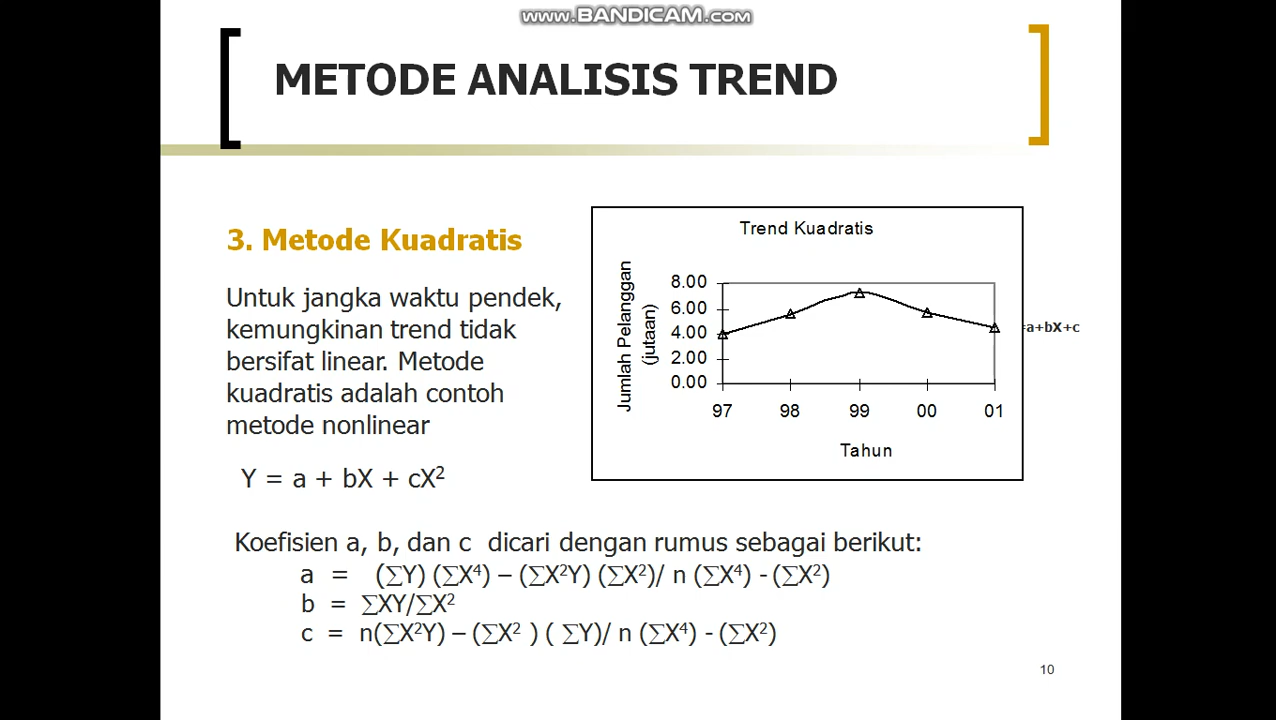 www.BANDICAM.com
METODE ANALISIS TREND
3. Metode Kuadratis
Untuk jangka waktu pendek,
kemungkinan trend tidak
bersifat linear. Metode
kuadratis adalah contoh
metode nonlinear
Y = a + bX + cX²
Trend Kuadratis
Jumlah Pelanggan
(jutaan)
8.00
6.00
4.00
2.00
0.00
97 98 99 00 01
Tahun
=a+bX+c
Koefisien a, b, dan c dicari dengan rumus sebagai berikut:
a = (∑Y) (∑X⁴) – (∑X²Y) (∑X²)/ n (∑X⁴) - (∑X²)
b = ∑XY/∑X²
c = n(∑X²Y) – (∑X² ) ( ∑Y)/ n (∑X⁴) - (∑X²)
10